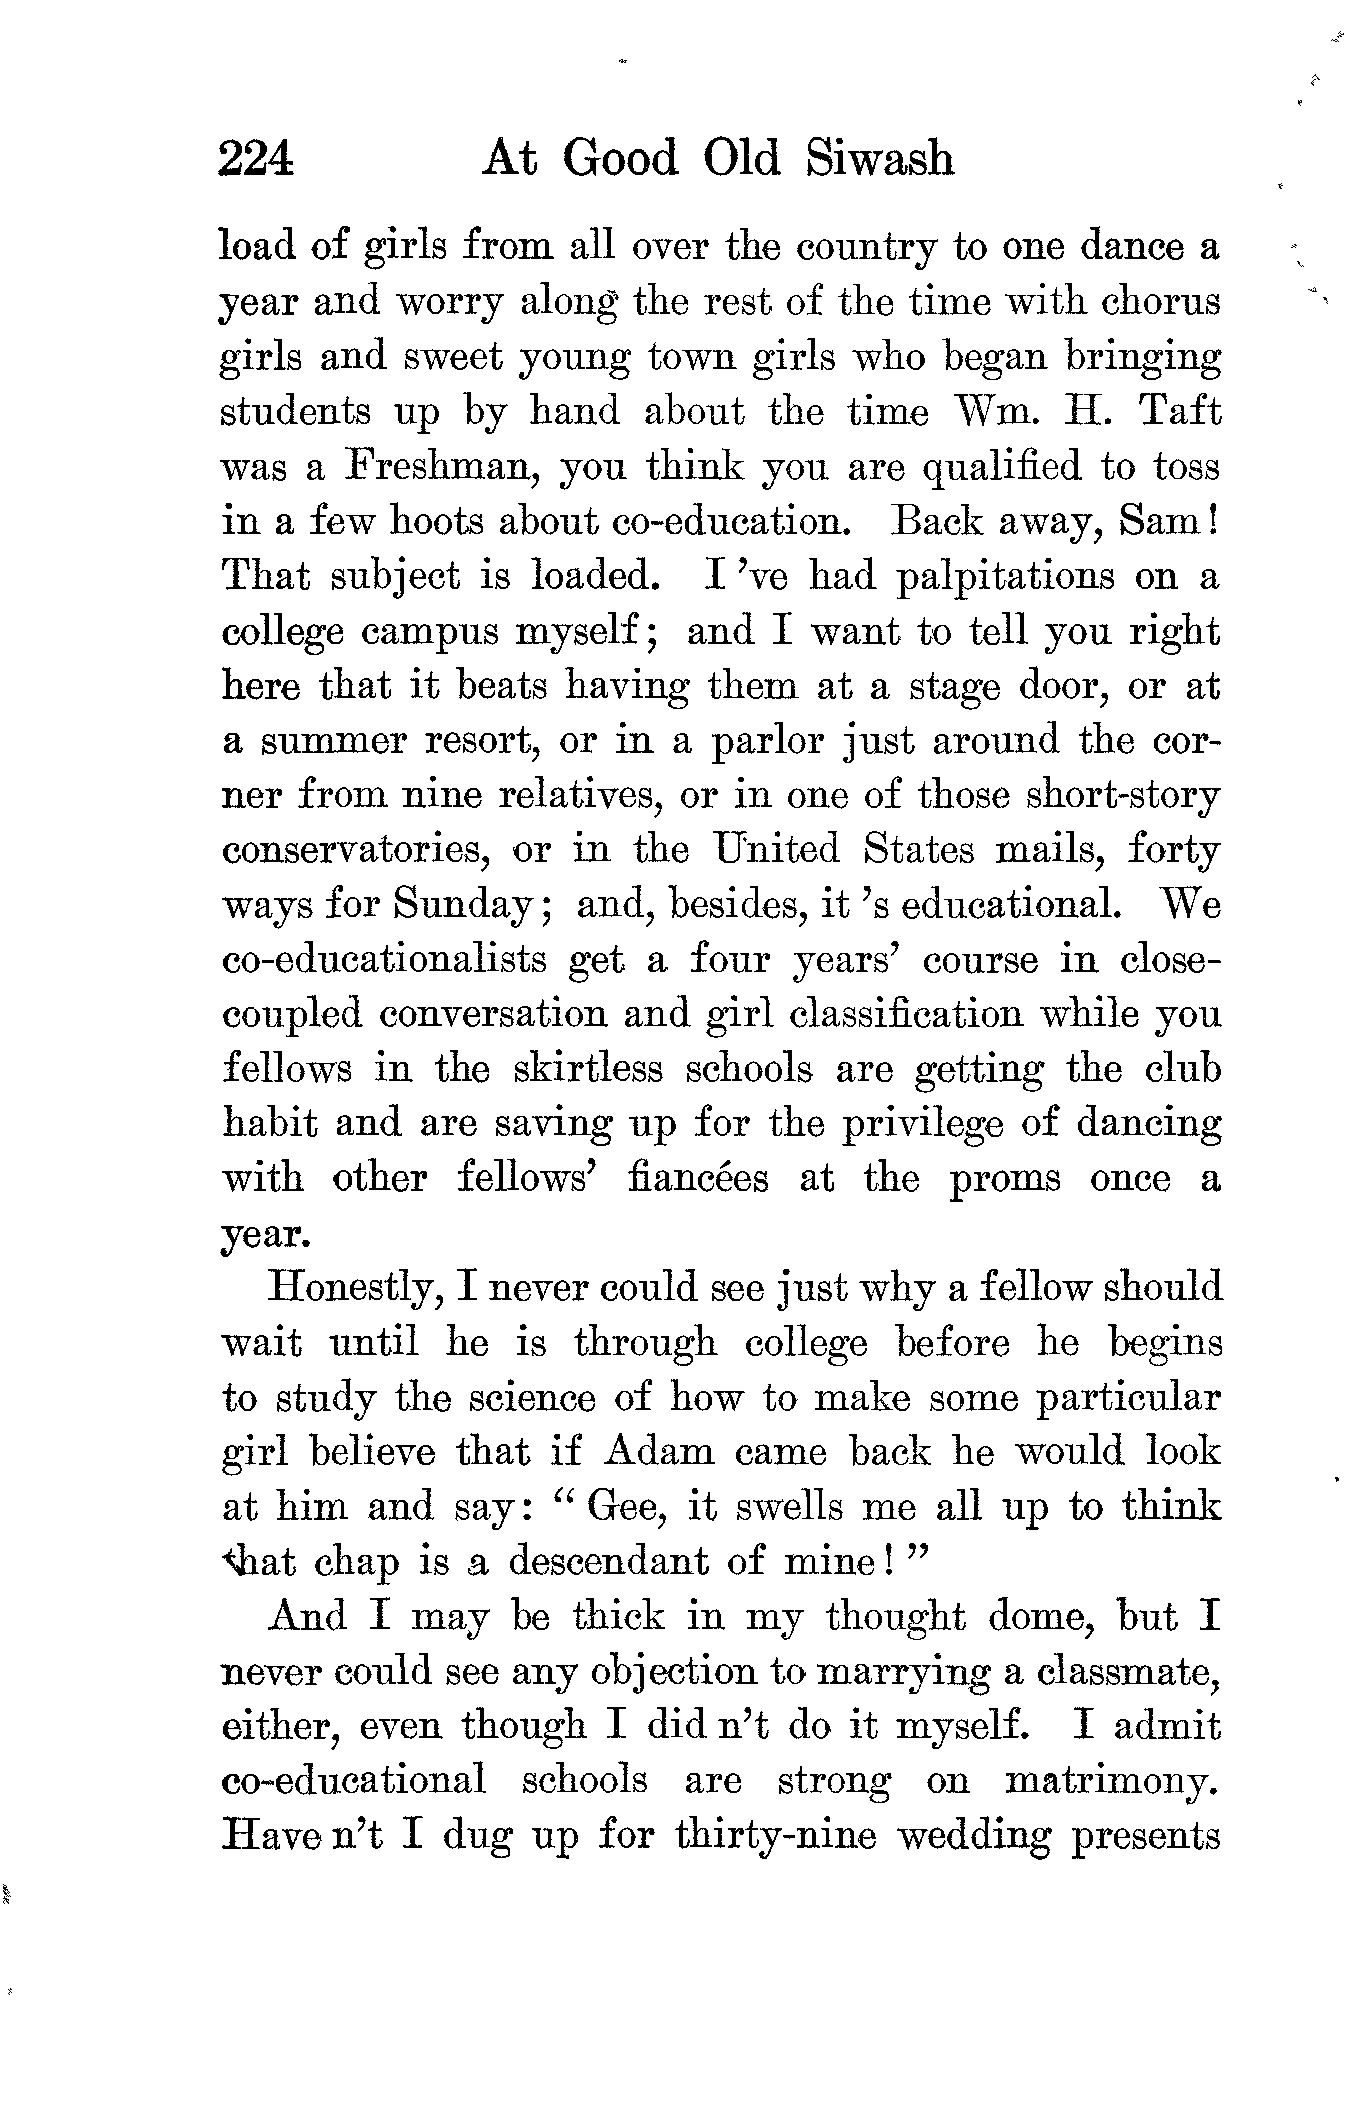 224 At Good Old Siwash
load of girls from all over the country to one dance a
year and worry along the rest of the time with chorus
girls and sweet young town girls who began bringing
students up by hand about the time Wm. H. Taft
was a Freshman, you think you are qualified to toss
in a few hoots about co-education. Back away, Sam!
That subject is loaded. I 've had palpitations on a
college campus myself; and I want to tell you right
here that it beats having them at a stage door, or at
a summer resort, or in a parlor just around the cor-
ner from nine relatives, or in one of those short-story
conservatories, or in the United States mails, forty
ways for Sunday; and, besides, it 's educational. We
co-educationalists get a four years' course in close-
coupled conversation and girl classification while you
fellows in the skirtless schools are getting the club
habit and are saving up for the privilege of dancing
with other fellows' fiancées at the proms once a
year.
Honestly, I never could see just why a fellow should
wait until he is through college before he begins
to study the science of how to make some particular
girl believe that if Adam came back he would look
at him and say: " Gee, it swells me all up to think
that chap is a descendant of mine! "
And I may be thick in my thought dome, but I
never could see any objection to marrying a classmate,
either, even though I did n't do it myself. I admit
co-educational schools are strong on matrimony.
Have n't I dug up for thirty-nine wedding presents